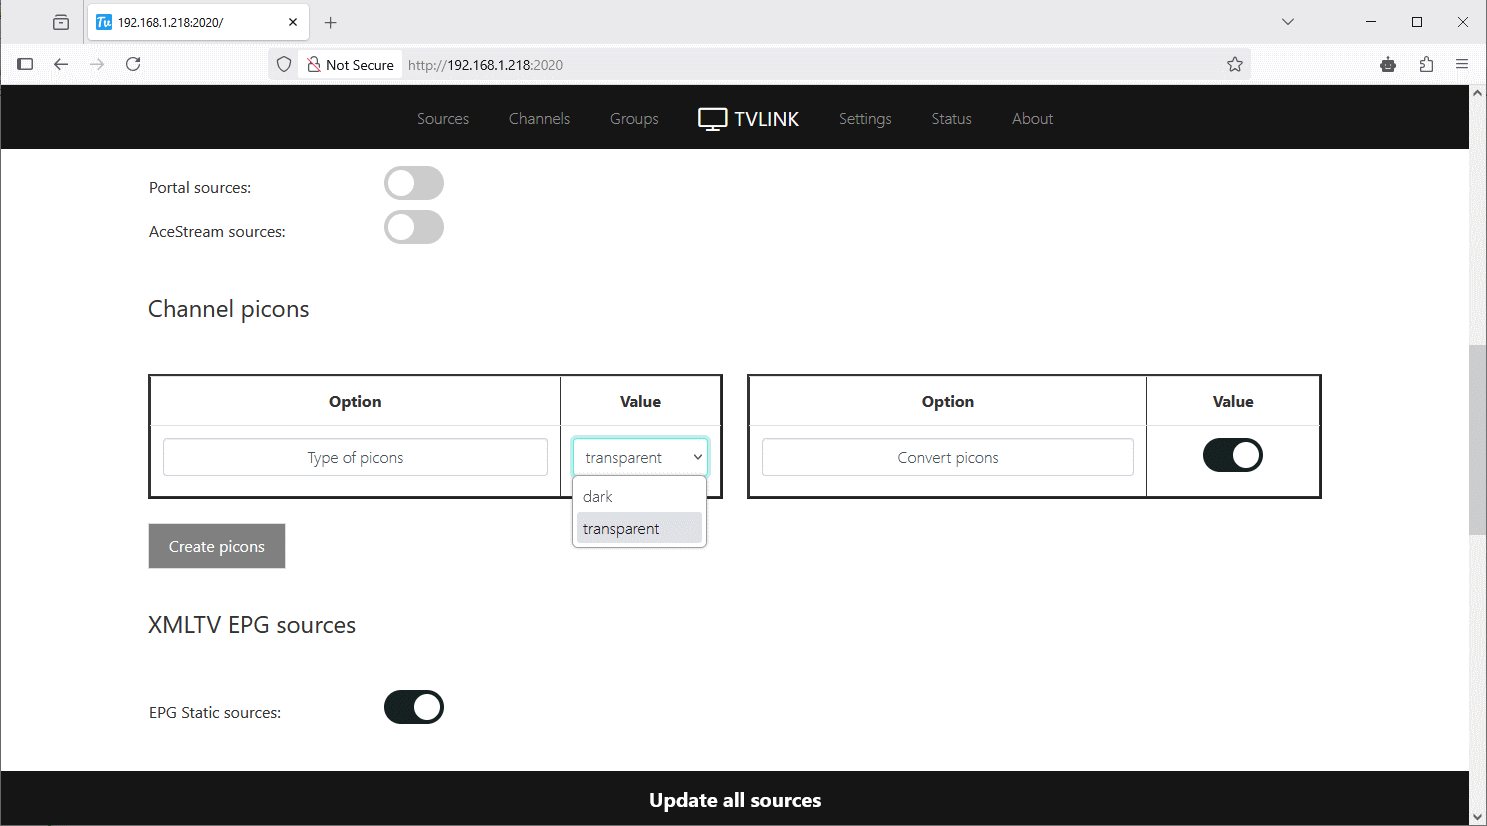 192.168.1.218:2020/
Not Secure http://192.168.1.218:2020
Sources Channels Groups TVLINK Settings Status About
Portal sources:
AceStream sources:
Channel picons
Option Value Option Value
Type of picons transparent Convert picons
dark
transparent
Create picons
XMLTV EPG sources
EPG Static sources:
Update all sources